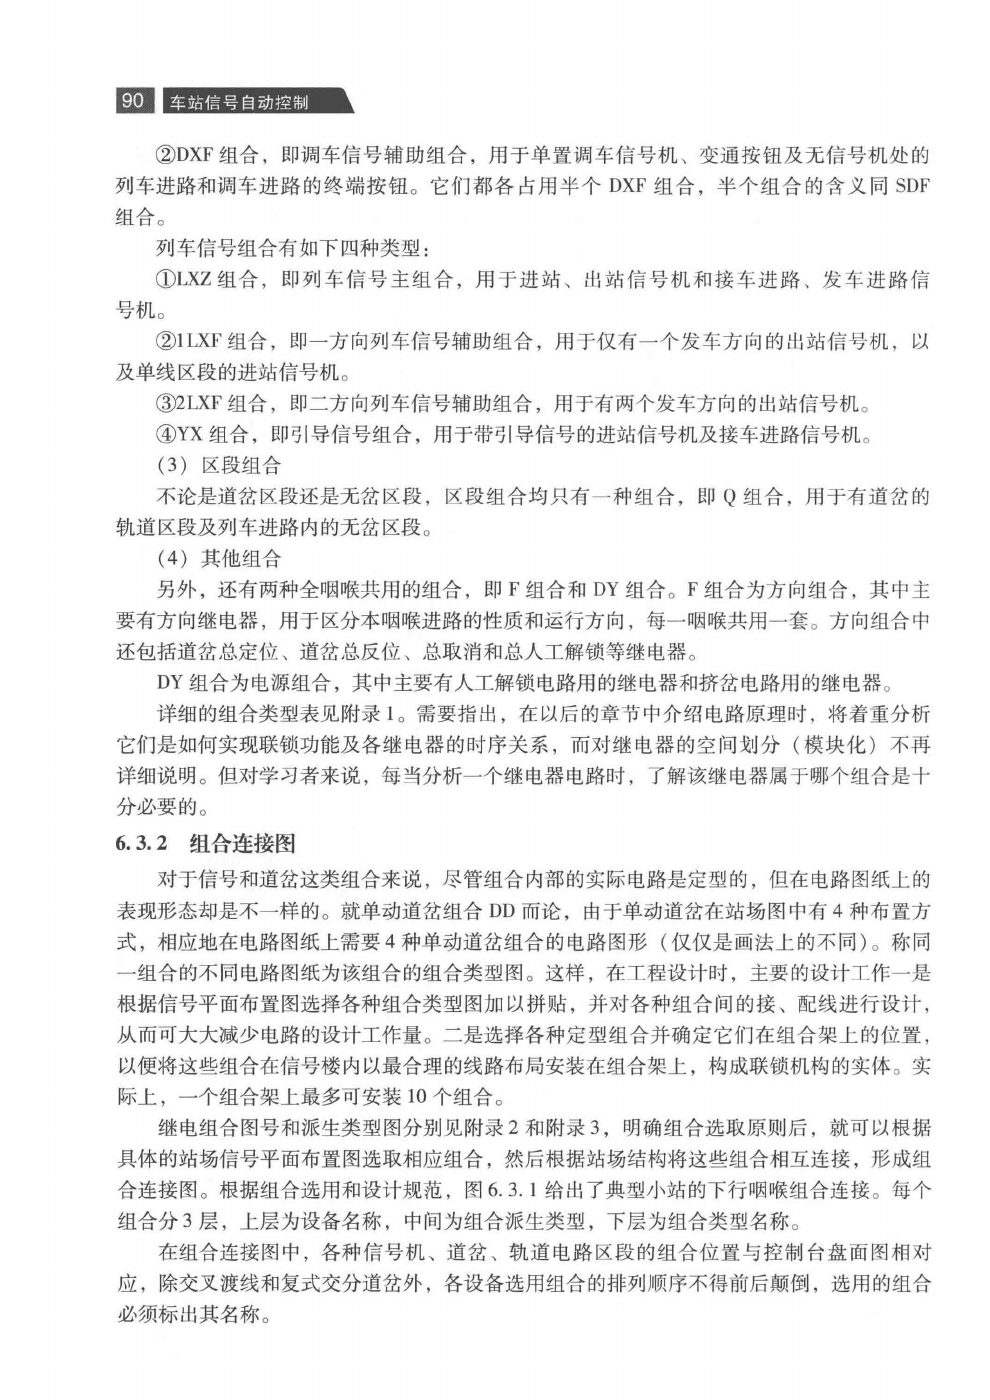 90 车站信号自动控制
②DXF 组合，即调车信号辅助组合，用于单置调车信号机、变通按钮及无信号机处的
列车进路和调车进路的终端按钮。它们都各占用半个 DXF 组合，半个组合的含义同 SDF
组合。
列车信号组合有如下四种类型：
①LXZ 组合，即列车信号主组合，用于进站、出站信号机和接车进路、发车进路信
号机。
②1LXF 组合，即一方向列车信号辅助组合，用于仅有一个发车方向的出站信号机，以
及单线区段的进站信号机。
③2LXF 组合，即二方向列车信号辅助组合，用于有两个发车方向的出站信号机。
④YX 组合，即引导信号组合，用于带引导信号的进站信号机及接车进路信号机。
（3）区段组合
不论是道岔区段还是无岔区段，区段组合均只有一种组合，即 Q 组合，用于有道岔的
轨道区段及列车进路内的无岔区段。
（4）其他组合
另外，还有两种全咽喉共用的组合，即 F 组合和 DY 组合。F 组合为方向组合，其中主
要有方向继电器，用于区分本咽喉进路的性质和运行方向，每一咽喉共用一套。方向组合中
还包括道岔总定位、道岔总反位、总取消和总人工解锁等继电器。
DY 组合为电源组合，其中主要有人工解锁电路用的继电器和挤岔电路用的继电器。
详细的组合类型表见附录 1。需要指出，在以后的章节中介绍电路原理时，将着重分析
它们是如何实现联锁功能及各继电器的时序关系，而对继电器的空间划分（模块化）不再
详细说明。但对学习者来说，每当分析一个继电器电路时，了解该继电器属于哪个组合是十
分必要的。
6.3.2 组合连接图
对于信号和道岔这类组合来说，尽管组合内部的实际电路是定型的，但在电路图纸上的
表现形态却是不一样的。就单动道岔组合 DD 而论，由于单动道岔在站场图中有 4 种布置方
式，相应地在电路图纸上需要 4 种单动道岔组合的电路图形（仅仅是画法上的不同）。称同
一组合的不同电路图纸为该组合的组合类型图。这样，在工程设计时，主要的设计工作一是
根据信号平面布置图选择各种组合类型图加以拼贴，并对各种组合间的接、配线进行设计，
从而可大大减少电路的设计工作量。二是选择各种定型组合并确定它们在组合架上的位置，
以便将这些组合在信号楼内以最合理的线路布局安装在组合架上，构成联锁机构的实体。实
际上，一个组合架上最多可安装 10 个组合。
继电组合图号和派生类型图分别见附录 2 和附录 3，明确组合选取原则后，就可以根据
具体的站场信号平面布置图选取相应组合，然后根据站场结构将这些组合相互连接，形成组
合连接图。根据组合选用和设计规范，图 6.3.1 给出了典型小站的下行咽喉组合连接。每个
组合分 3 层，上层为设备名称，中间为组合派生类型，下层为组合类型名称。
在组合连接图中，各种信号机、道岔、轨道电路区段的组合位置与控制台盘面图相对
应，除交叉渡线和复式交分道岔外，各设备选用组合的排列顺序不得前后颠倒，选用的组合
必须标出其名称。